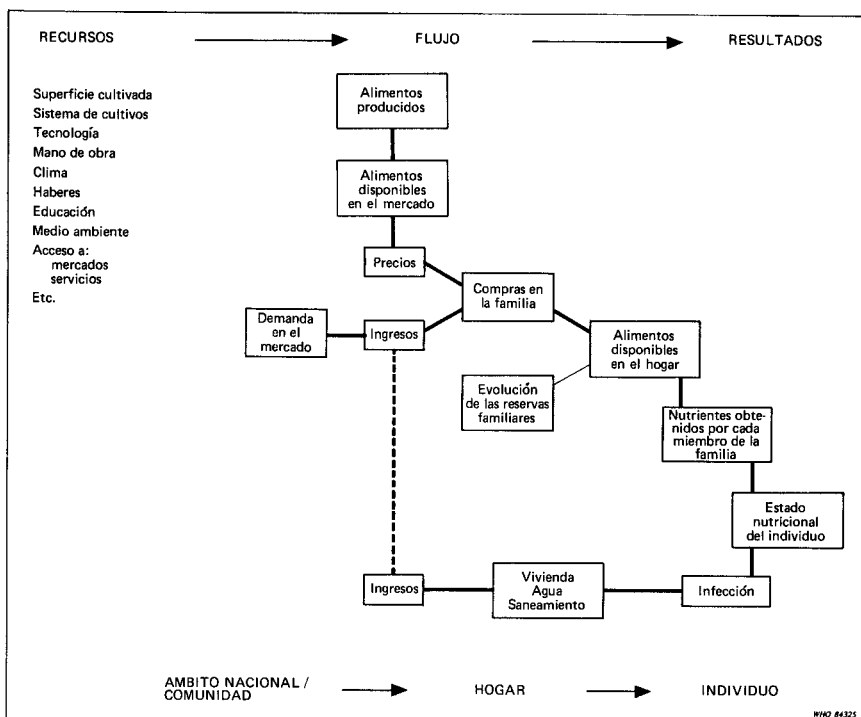 RECURSOS
FLUJO
RESULTADOS
Superficie cultivada
Sistema de cultivos
Tecnología
Mano de obra
Clima
Haberes
Educación
Medio ambiente
Acceso a:
mercados
servicios
Etc.
Alimentos
producidos
Alimentos
disponibles
en el mercado
Precios
Compras en
la familia
Demanda
en el
mercado
Ingresos
Alimentos
disponibles
en el hogar
Evolución
de las reservas
familiares
Nutrientes obte-
nidos por cada
miembro de la
familia
Estado
nutricional
del individuo
Ingresos
Vivienda
Agua
Saneamiento
Infección
AMBITO NACIONAL /
COMUNIDAD
HOGAR
INDIVIDUO
WHO 84325